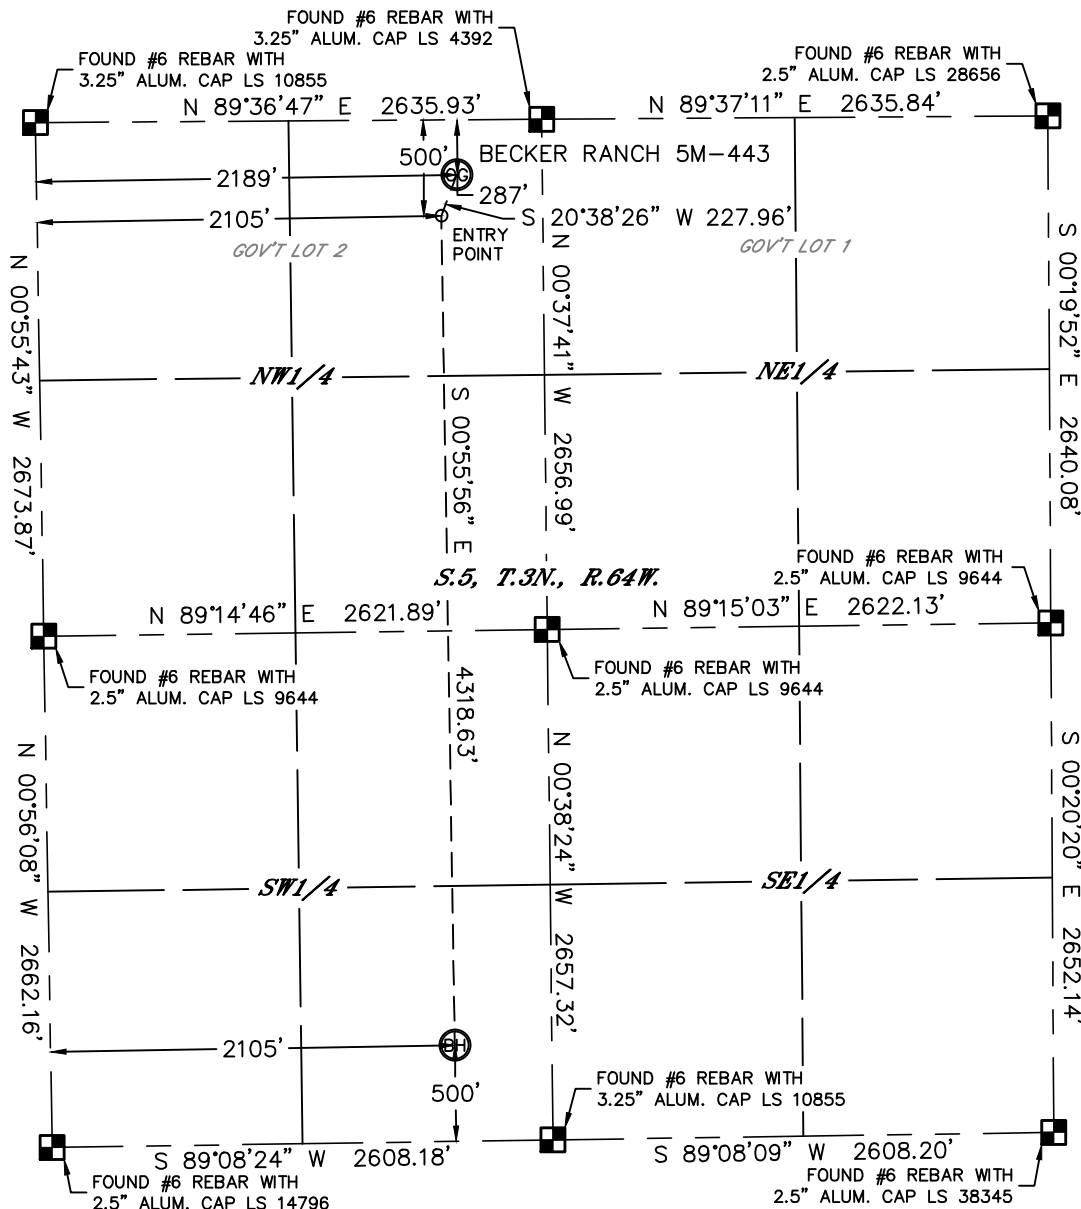 FOUND #6 REBAR WITH
3.25" ALUM. CAP LS 4392
FOUND #6 REBAR WITH
3.25" ALUM. CAP LS 10855
FOUND #6 REBAR WITH
2.5" ALUM. CAP LS 28656
N 89°36'47" E 2635.93'
N 89°37'11" E 2635.84'
500'
BECKER RANCH 5M-443
2189'
287'
2105'
S 20°38'26" W 227.96'
ENTRY
POINT
GOV'T LOT 2
GOV'T LOT 1
N 00°55'43" W 2673.87'
N 00°37'41" W 2656.99'
S 00°19'52" E 2640.08'
NW1/4
NE1/4
S 00°55'56" E 4318.63'
S.5, T.3N., R.64W.
FOUND #6 REBAR WITH
2.5" ALUM. CAP LS 9644
N 89°14'46" E 2621.89'
N 89°15'03" E 2622.13'
FOUND #6 REBAR WITH
2.5" ALUM. CAP LS 9644
FOUND #6 REBAR WITH
2.5" ALUM. CAP LS 9644
N 00°56'08" W 2662.16'
N 00°38'24" W 2657.32'
S 00°20'20" E 2652.14'
SW1/4
SE1/4
BH
2105'
500'
FOUND #6 REBAR WITH
3.25" ALUM. CAP LS 10855
S 89°08'24" W 2608.18'
S 89°08'09" W 2608.20'
FOUND #6 REBAR WITH
2.5" ALUM. CAP LS 14796
FOUND #6 REBAR WITH
2.5" ALUM. CAP LS 38345